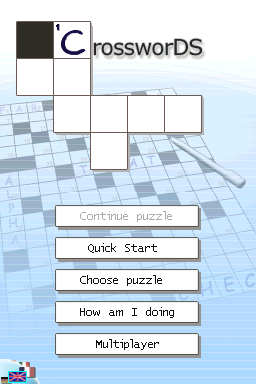 1
CrossworDS
Continue puzzle
Quick Start
Choose puzzle
How am I doing
Multiplayer